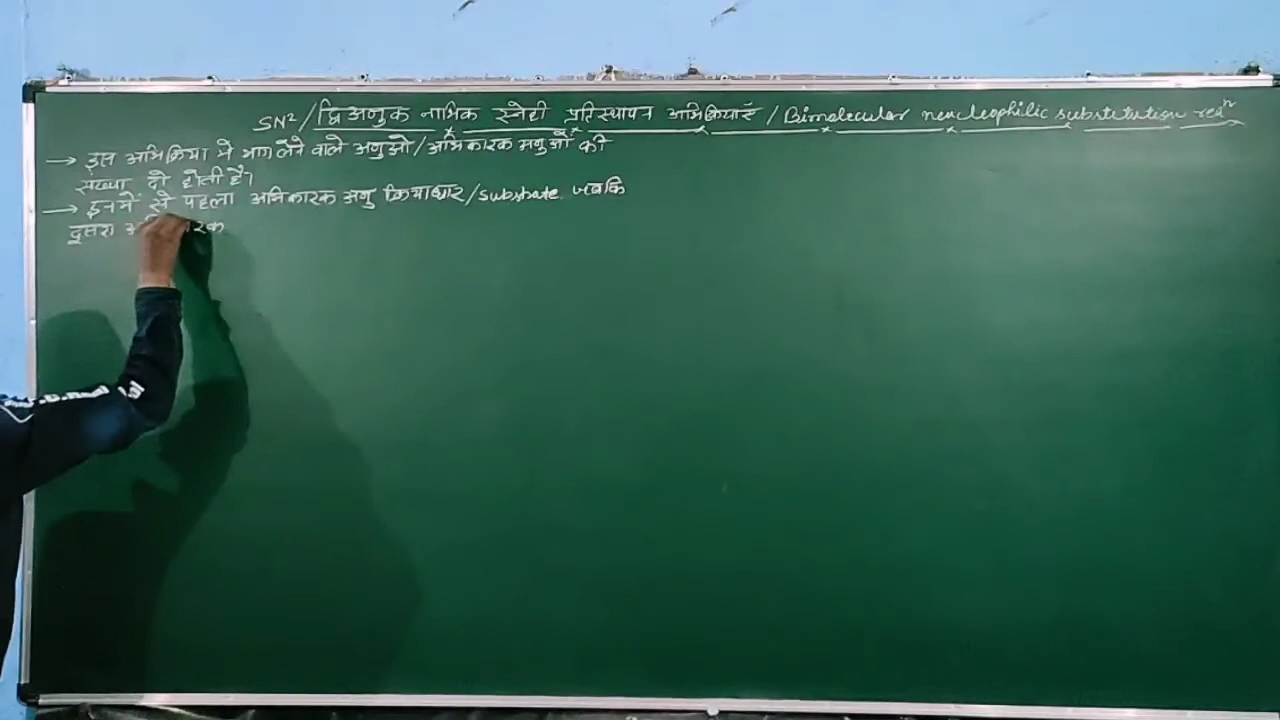 SN²/द्विअणुक नाभिक स्नेही प्रतिस्थापन अभिक्रियाएँ/Bimolecular neucleophilic substitution reaⁿ
→ इस अभिक्रिया मे भाग लेने वाले अणुओ/अभिकारक अणुओं की
संख्या दो होती है।
→ इनमें से पहला अभिकारक अणु क्रियाधार/substrate जबकि
दूसरा